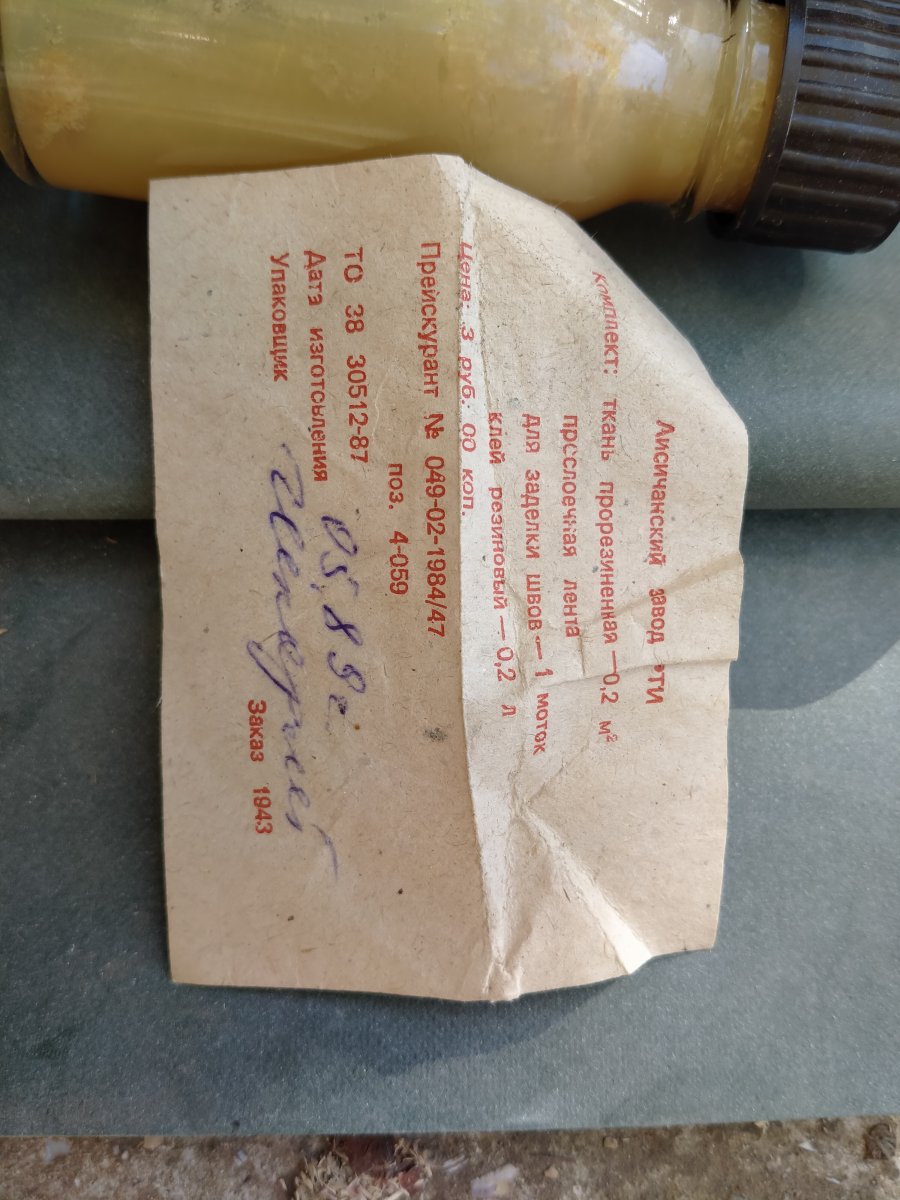 Лисичанский завод РТИ
Комплект: ткань прорезиненная — 0,2 м²
прослоечная лента
для заделки швов — 1 моток
клей резиновый — 0,2 л
Цена: 3 руб. 00 коп.
Прейскурант № 049-02-1984/47
поз. 4-059
ТО 38 30512-87
Дата изготовления 05.89г.
Упаковщик
Заказ 1943